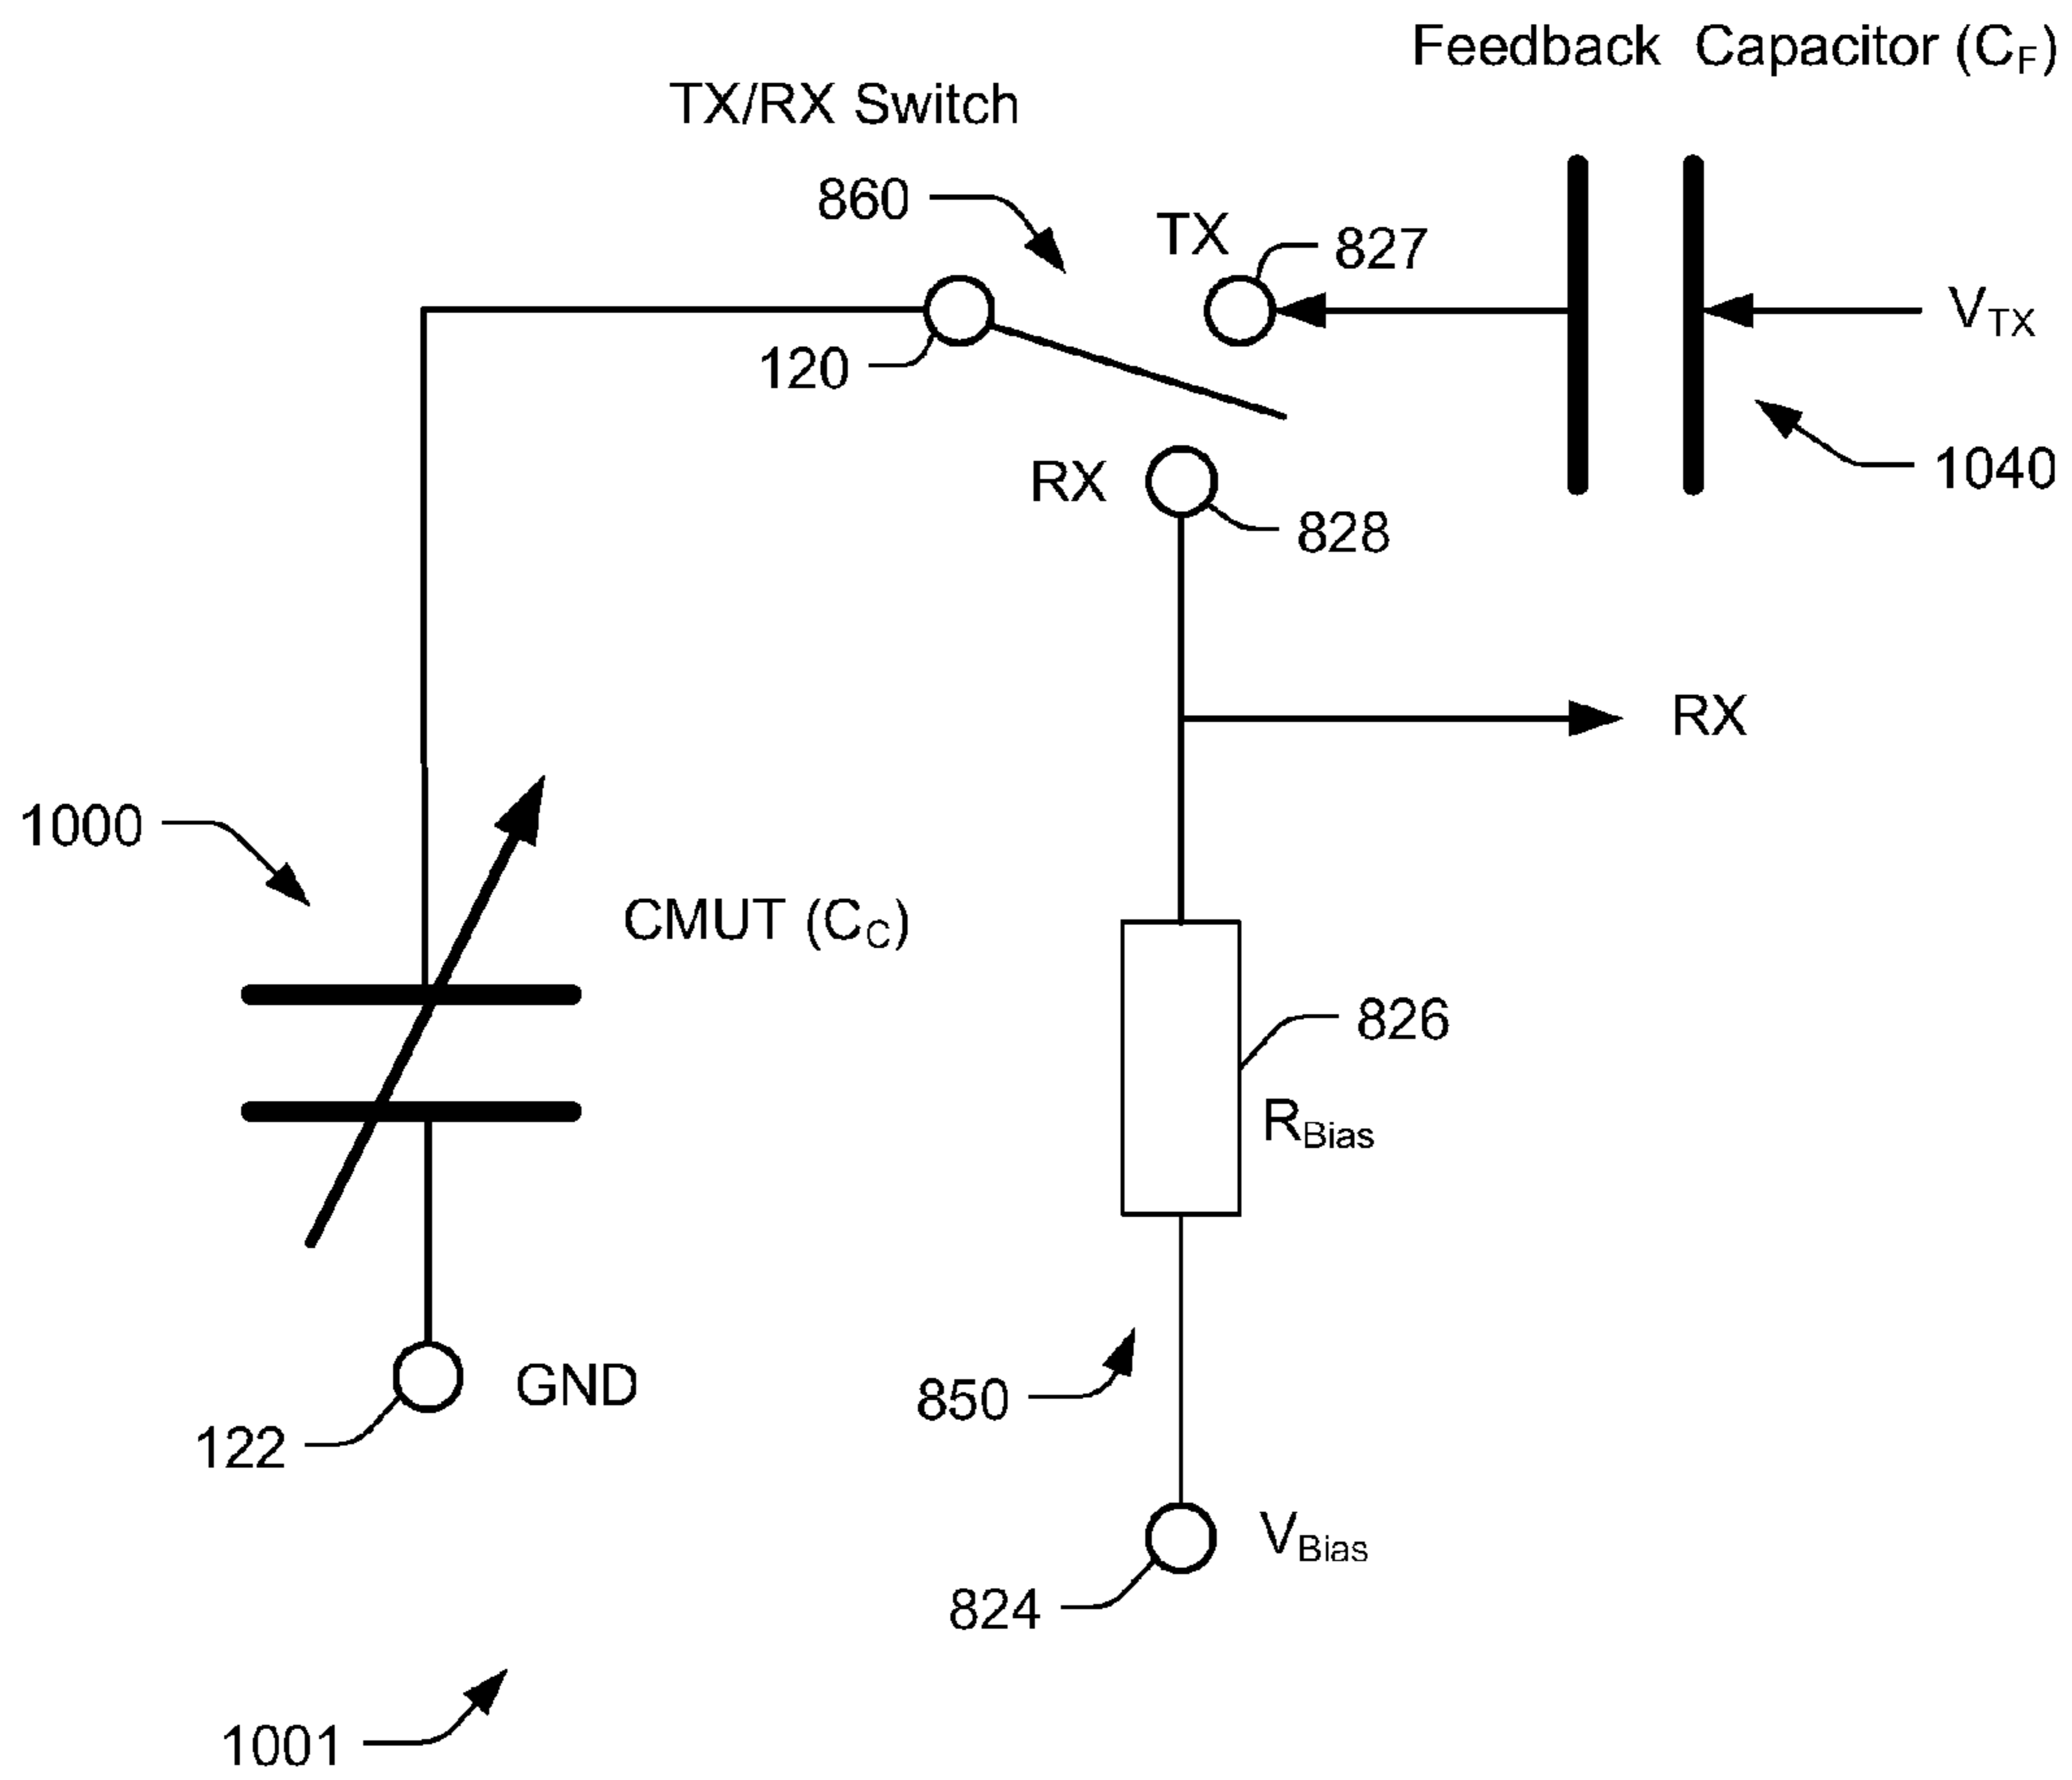 Feedback Capacitor (CF)
TX/RX Switch
860
TX
827
VTX
120
1040
RX
828
RX
1000
CMUT (CC)
826
RBias
GND
850
122
VBias
824
1001